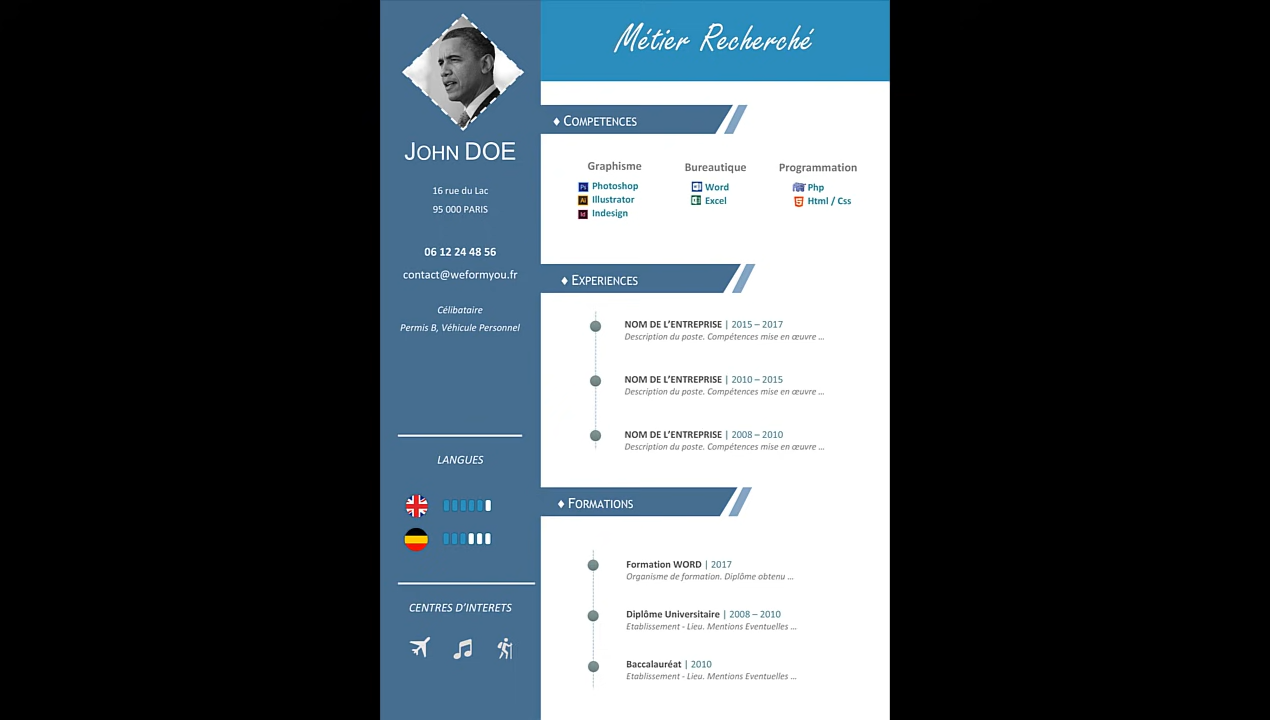 JOHN DOE
16 rue du Lac
95 000 PARIS
06 12 24 48 56
contact@weformyou.fr
Célibataire
Permis B, Véhicule Personnel
LANGUES
CENTRES D'INTERETS
Métier Recherché
♦ COMPETENCES
Graphisme
Ps Photoshop
Ai Illustrator
Id Indesign
Bureautique
Word
Excel
Programmation
Php
Html / Css
♦ EXPERIENCES
NOM DE L'ENTREPRISE | 2015 – 2017
Description du poste. Compétences mise en œuvre ...
NOM DE L'ENTREPRISE | 2010 – 2015
Description du poste. Compétences mise en œuvre ...
NOM DE L'ENTREPRISE | 2008 – 2010
Description du poste. Compétences mise en œuvre ...
♦ FORMATIONS
Formation WORD | 2017
Organisme de formation. Diplôme obtenu ...
Diplôme Universitaire | 2008 – 2010
Etablissement - Lieu. Mentions Eventuelles ...
Baccalauréat | 2010
Etablissement - Lieu. Mentions Eventuelles ...